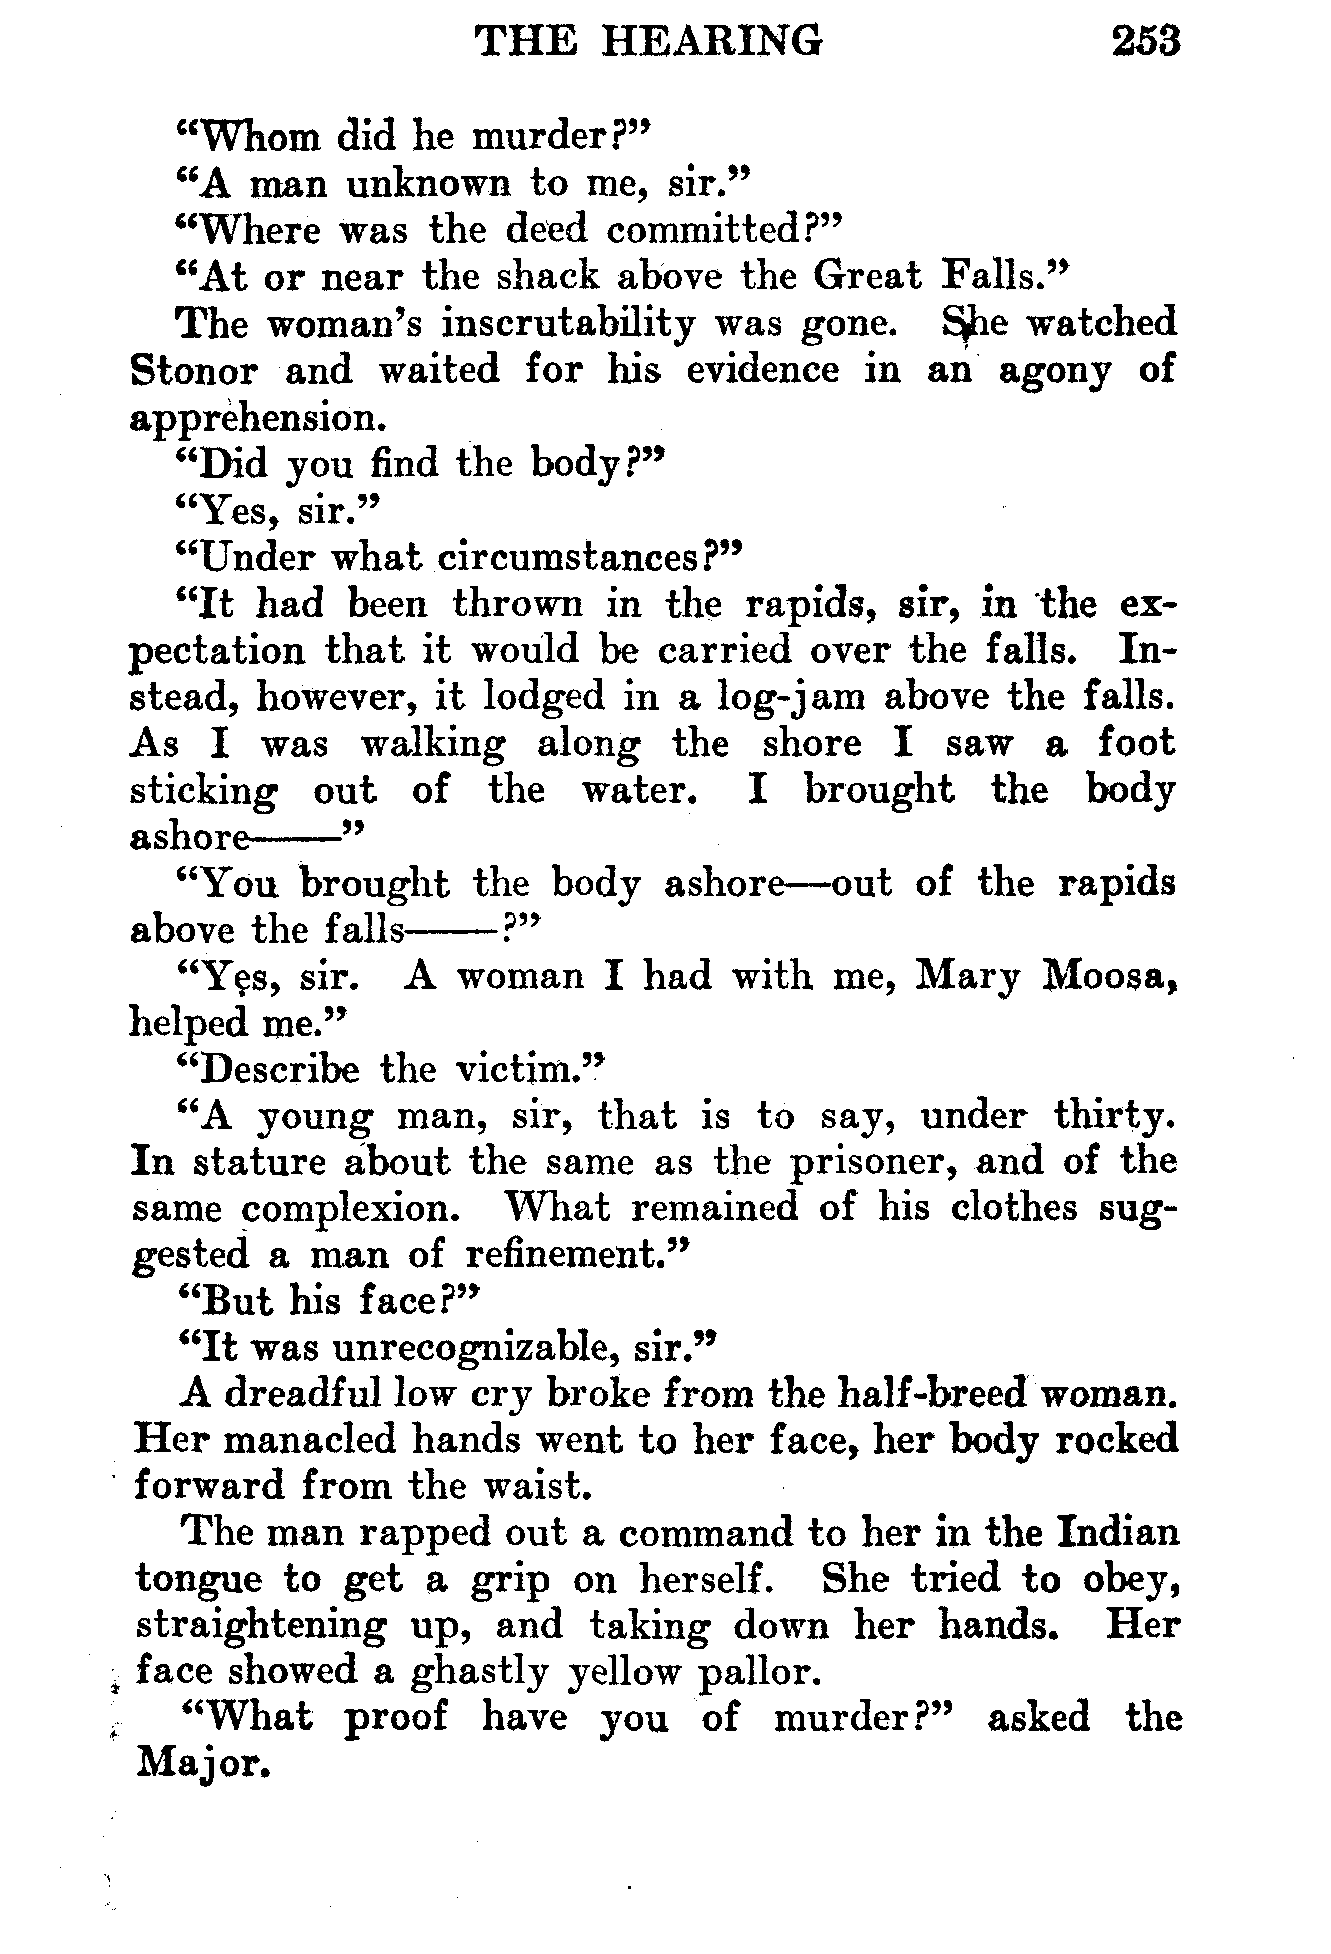 THE HEARING 253
“Whom did he murder?”
“A man unknown to me, sir.”
“Where was the deed committed?”
“At or near the shack above the Great Falls.”
The woman’s inscrutability was gone. She watched
Stonor and waited for his evidence in an agony of
apprehension.
“Did you find the body?”
“Yes, sir.”
“Under what circumstances?”
“It had been thrown in the rapids, sir, in the ex-
pectation that it would be carried over the falls. In-
stead, however, it lodged in a log-jam above the falls.
As I was walking along the shore I saw a foot
sticking out of the water. I brought the body
ashore——”
“You brought the body ashore—out of the rapids
above the falls——?”
“Yes, sir. A woman I had with me, Mary Moosa,
helped me.”
“Describe the victim.”
“A young man, sir, that is to say, under thirty.
In stature about the same as the prisoner, and of the
same complexion. What remained of his clothes sug-
gested a man of refinement.”
“But his face?”
“It was unrecognizable, sir.”
A dreadful low cry broke from the half-breed woman.
Her manacled hands went to her face, her body rocked
forward from the waist.
The man rapped out a command to her in the Indian
tongue to get a grip on herself. She tried to obey,
straightening up, and taking down her hands. Her
face showed a ghastly yellow pallor.
“What proof have you of murder?” asked the
Major.